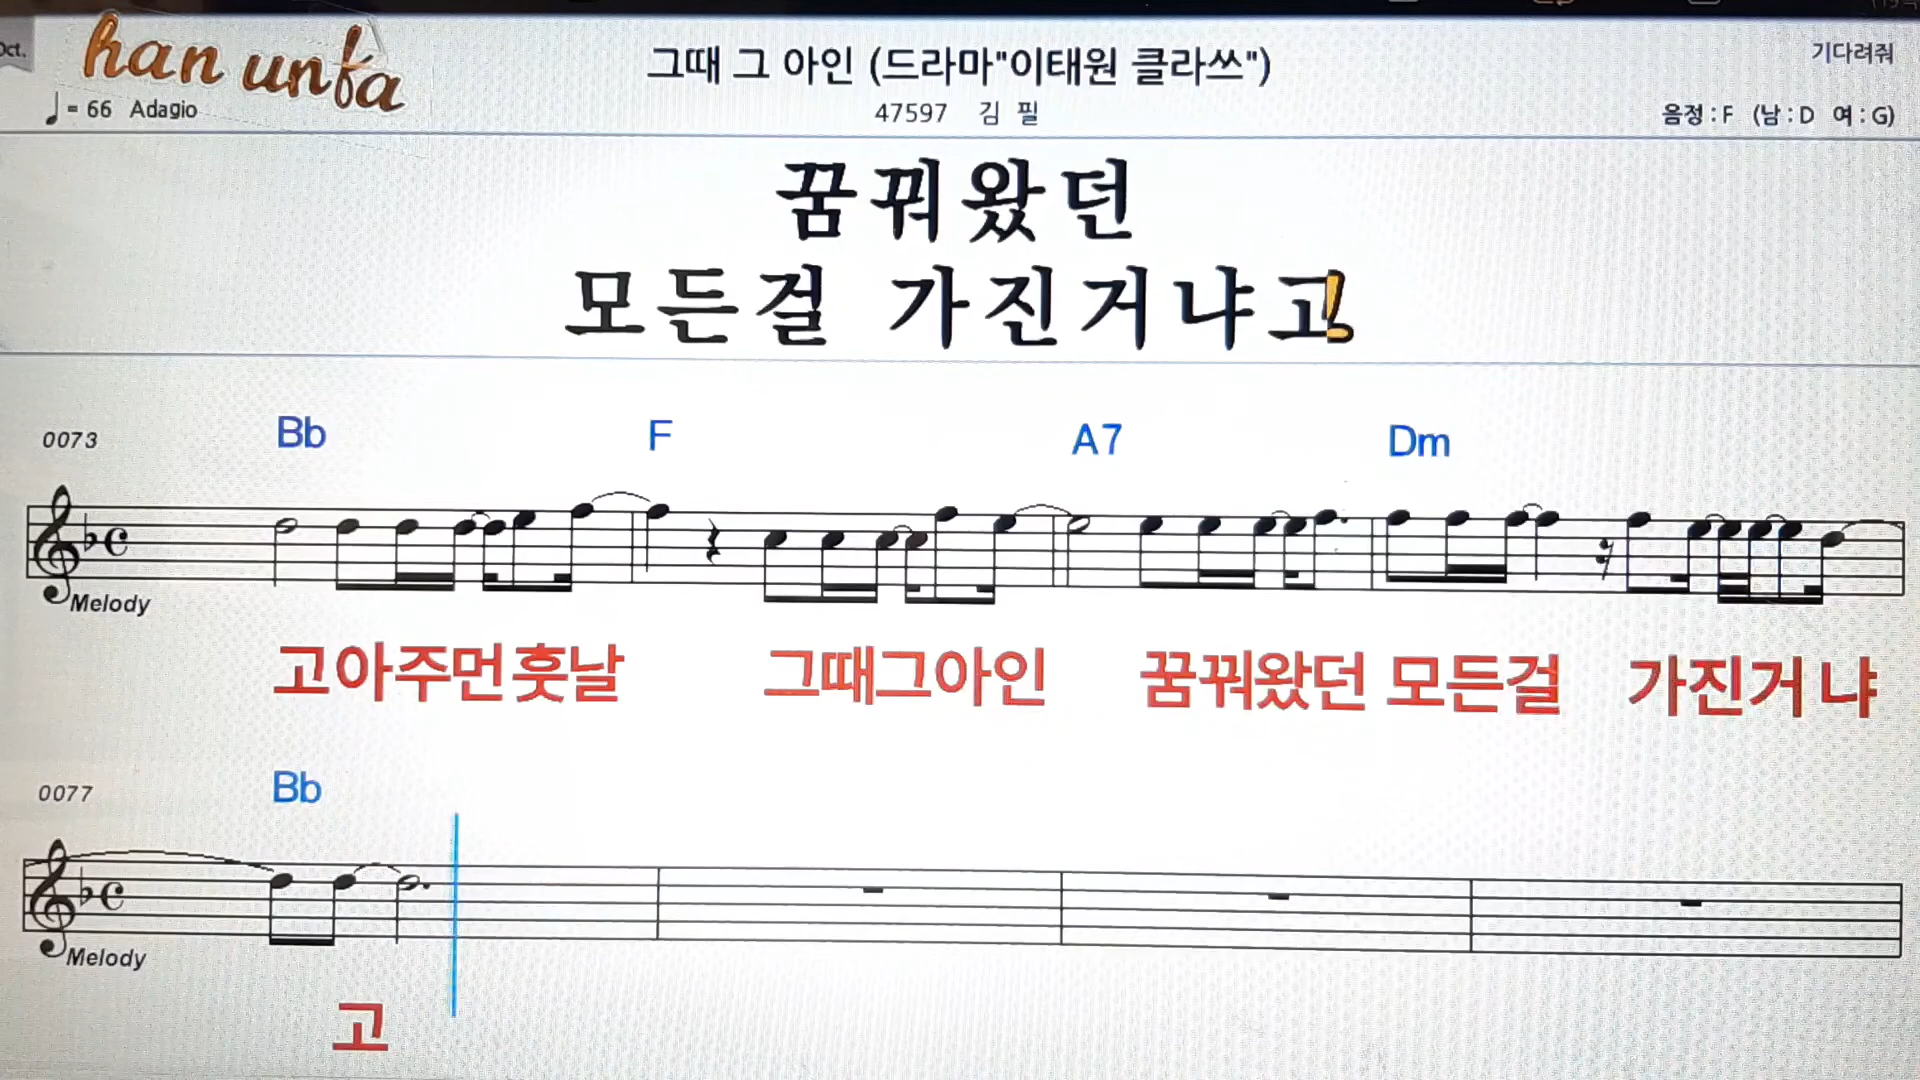 Oct.
han unfa
그때 그 아인 (드라마"이태원 클라쓰")
기다려줘
♩ = 66 Adagio
47597 김 필
음정 : F (남 : D 여 : G)
꿈꿔왔던
모든걸 가진거냐고
0073
Bb F A7 Dm
Melody
고아주먼훗날 그때그아인 꿈꿔왔던 모든걸 가진거냐
0077
Bb
Melody
고